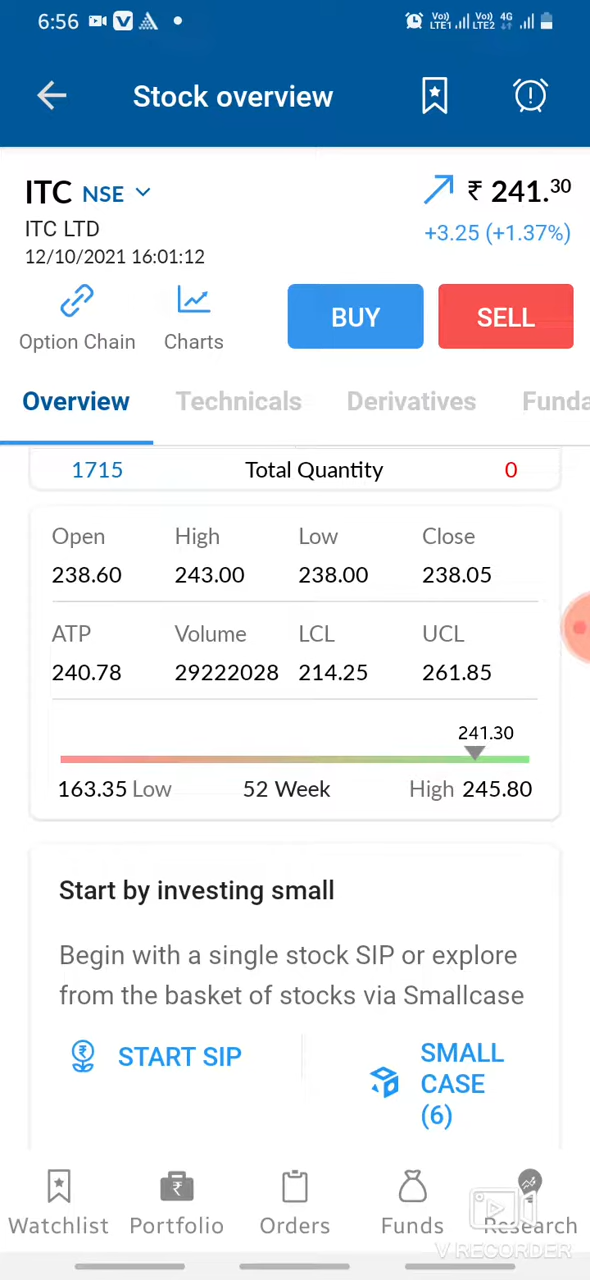 6:56
Vo)) LTE1 Vo)) LTE2 4G
Stock overview
ITC NSE
₹ 241.30
ITC LTD
+3.25 (+1.37%)
12/10/2021 16:01:12
Option Chain
Charts
BUY
SELL
Overview Technicals Derivatives Funda
1715 Total Quantity 0
Open High Low Close
238.60 243.00 238.00 238.05
ATP Volume LCL UCL
240.78 29222028 214.25 261.85
241.30
163.35 Low 52 Week High 245.80
Start by investing small
Begin with a single stock SIP or explore
from the basket of stocks via Smallcase
START SIP
SMALL
CASE
(6)
Watchlist Portfolio Orders Funds Research
V RECORDER